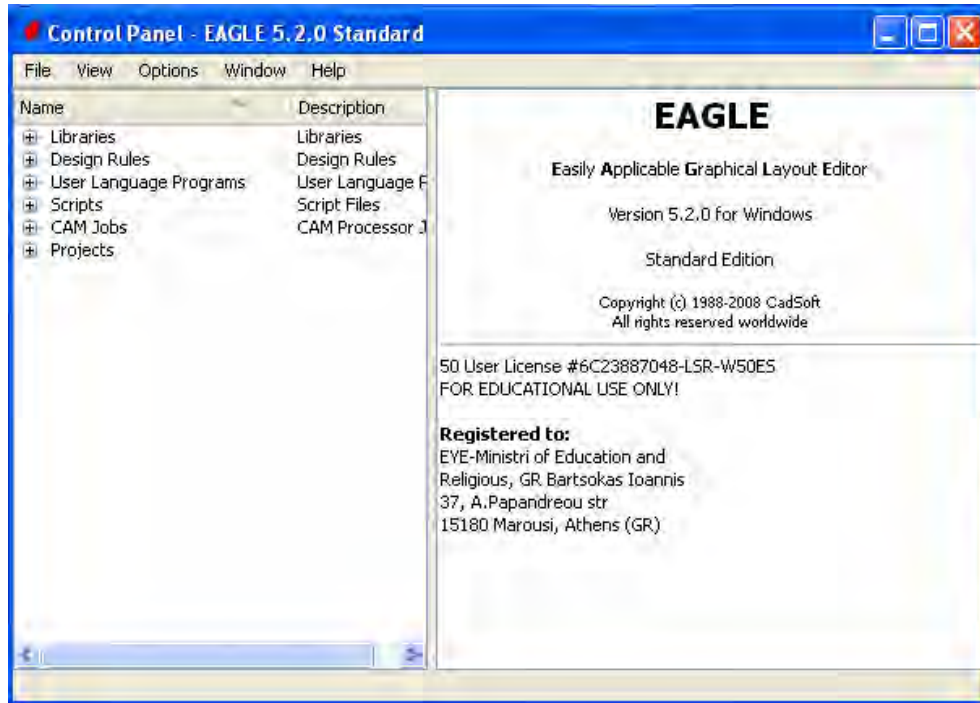 Control Panel - EAGLE 5.2.0 Standard
File View Options Window Help
Name Description
Libraries Libraries
Design Rules Design Rules
User Language Programs User Language P
Scripts Script Files
CAM Jobs CAM Processor J
Projects
EAGLE
Easily Applicable Graphical Layout Editor
Version 5.2.0 for Windows
Standard Edition
Copyright (c) 1988-2008 CadSoft
All rights reserved worldwide
50 User License #6C23887048-LSR-W50ES
FOR EDUCATIONAL USE ONLY!
Registered to:
EYE-Ministri of Education and
Religious, GR Bartsokas Ioannis
37, A.Papandreou str
15180 Marousi, Athens (GR)